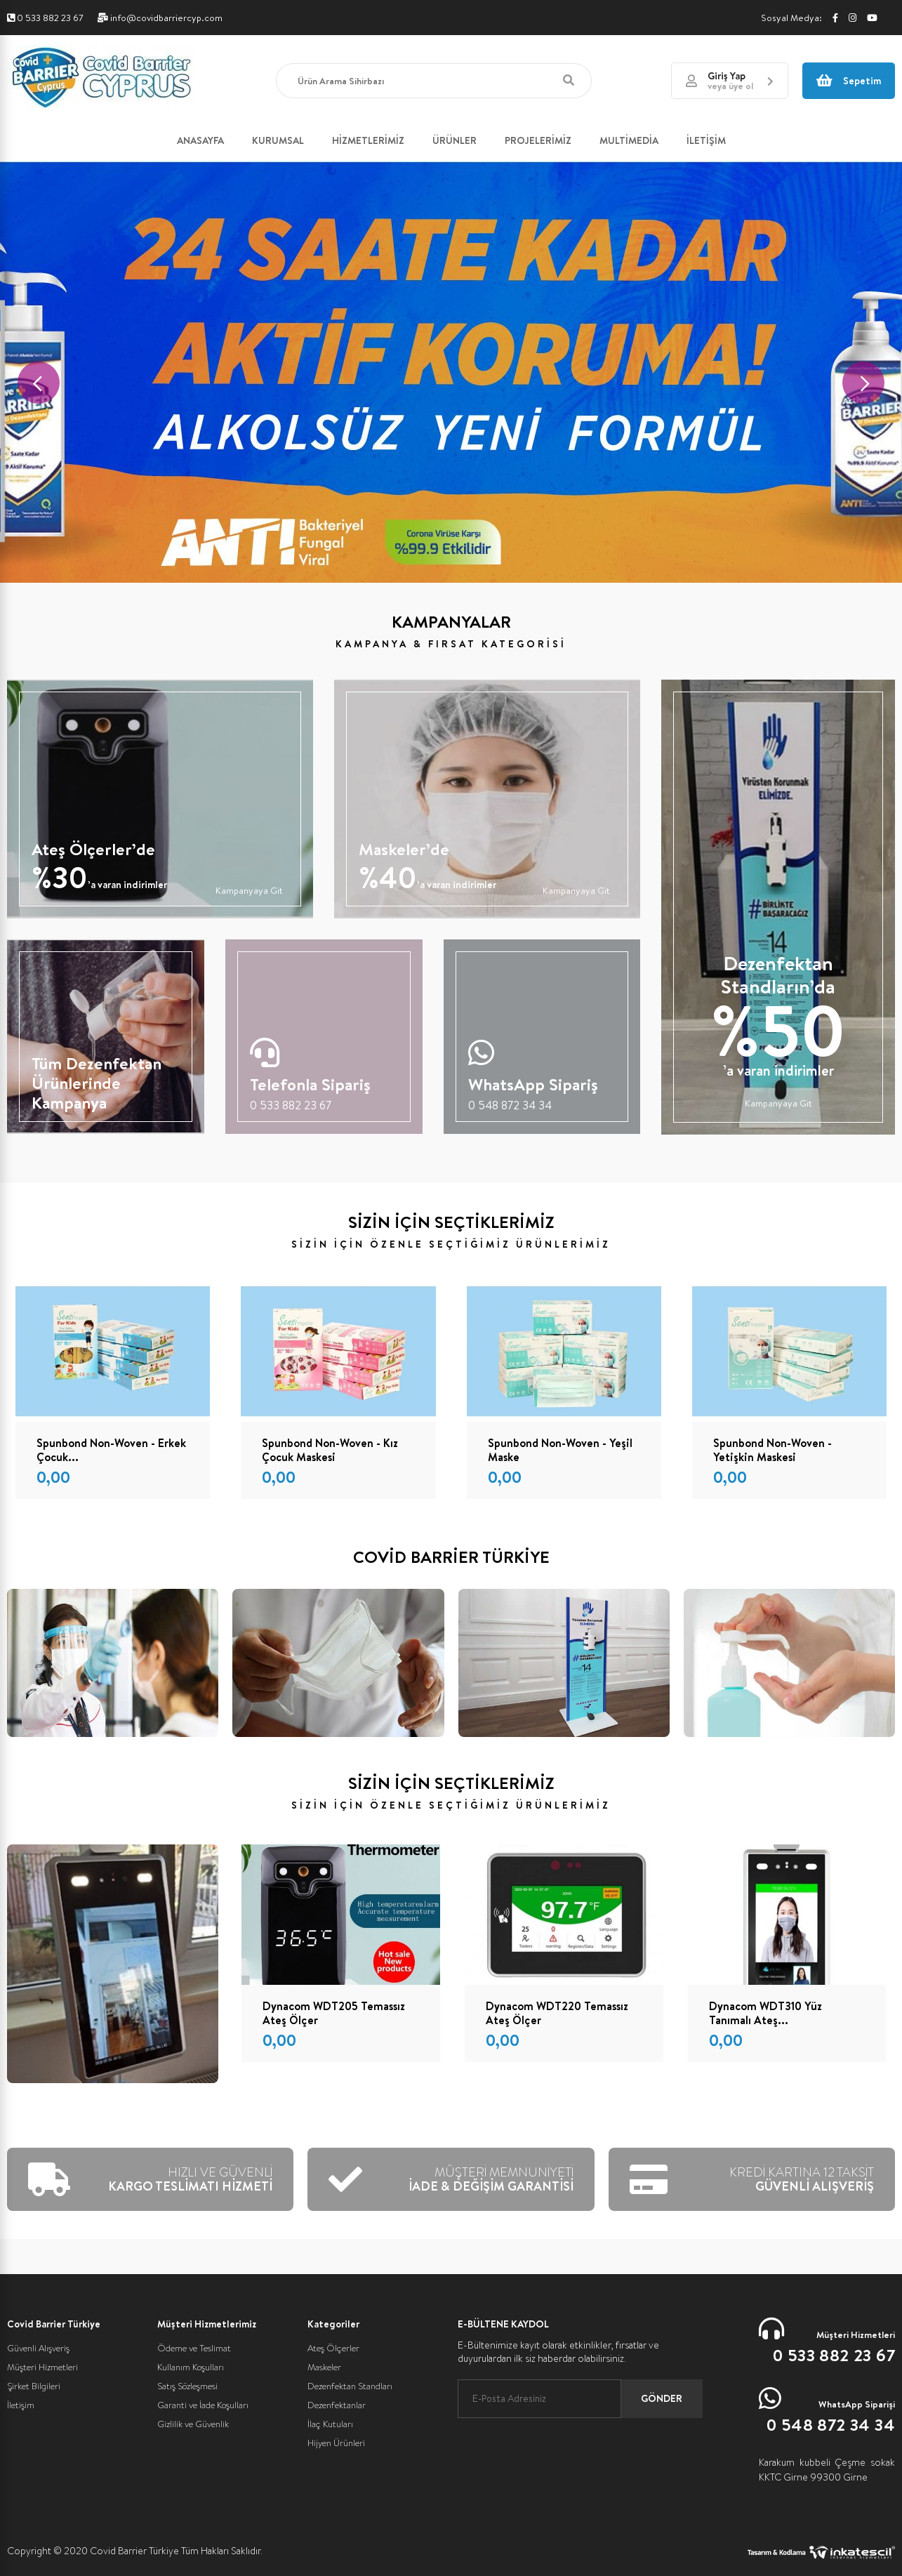 0 533 882 23 67 info@covidbarriercyp.com
Sosyal Medya:
Covid BARRIER Cyprus
Covid Barrier
CYPRUS
Ürün Arama Sihirbazı
Giriş Yap
veya üye ol
Sepetim
ANASAYFA KURUMSAL HİZMETLERİMİZ ÜRÜNLER PROJELERİMİZ MULTİMEDİA İLETİŞİM
24 SAATE KADAR
AKTİF KORUMA!
ALKOLSÜZ YENİ FORMÜL
ANTI Bakteriyel
Fungal
Viral
Corona Virüse Karşı
%99.9 Etkilidir
KAMPANYALAR
KAMPANYA & FIRSAT KATEGORİSİ
Ateş Ölçerler’de
%30 ’a varan indirimler
Kampanyaya Git
Maskeler’de
%40 ’a varan indirimler
Kampanyaya Git
Virüsten Korunmak
ELİMİZDE.
#BİRLİKTE
BAŞARACAĞIZ
14
Dezenfektan
Standların’da
%50
’a varan indirimler
Kampanyaya Git
Tüm Dezenfektan
Ürünlerinde
Kampanya
Telefonla Sipariş
0 533 882 23 67
WhatsApp Sipariş
0 548 872 34 34
SİZİN İÇİN SEÇTİKLERİMİZ
SİZİN İÇİN ÖZENLE SEÇTİĞİMİZ ÜRÜNLERİMİZ
Spunbond Non-Woven - Erkek
Çocuk...
0,00
Spunbond Non-Woven - Kız
Çocuk Maskesi
0,00
Spunbond Non-Woven - Yeşil
Maske
0,00
Spunbond Non-Woven -
Yetişkin Maskesi
0,00
COVİD BARRİER TÜRKİYE
SİZİN İÇİN SEÇTİKLERİMİZ
SİZİN İÇİN ÖZENLE SEÇTİĞİMİZ ÜRÜNLERİMİZ
Thermometer
High temperaturealarm
Accurate temperature
measurement
36.5°C
Hot sale
New
products
Dynacom WDT205 Temassız
Ateş Ölçer
0,00
97.7 °F
25 0
Language
Settings
Dynacom WDT220 Temassız
Ateş Ölçer
0,00
Dynacom WDT310 Yüz
Tanımalı Ateş...
0,00
HIZLI VE GÜVENLİ
KARGO TESLİMATI HİZMETİ
MÜŞTERİ MEMNUNİYETİ
İADE & DEĞİŞİM GARANTİSİ
KREDİ KARTINA 12 TAKSİT
GÜVENLİ ALIŞVERİŞ
Covid Barrier Türkiye
Güvenli Alışveriş
Müşteri Hizmetleri
Şirket Bilgileri
İletişim
Müşteri Hizmetlerimiz
Ödeme ve Teslimat
Kullanım Koşulları
Satış Sözleşmesi
Garanti ve İade Koşulları
Gizlilik ve Güvenlik
Kategoriler
Ateş Ölçerler
Maskeler
Dezenfektan Standları
Dezenfektanlar
İlaç Kutuları
Hijyen Ürünleri
E-BÜLTENE KAYDOL
E-Bültenimize kayıt olarak etkinlikler, fırsatlar ve
duyurulardan ilk siz haberdar olabilirsiniz.
E-Posta Adresiniz
GÖNDER
Müşteri Hizmetleri
0 533 882 23 67
WhatsApp Siparişi
0 548 872 34 34
Karakum kubbeli Çeşme sokak
KKTC Girne 99300 Girne
Copyright © 2020 Covid Barrier Türkiye Tüm Hakları Saklıdır.
Tasarım & Kodlama inkatescil
internet hizmetleri